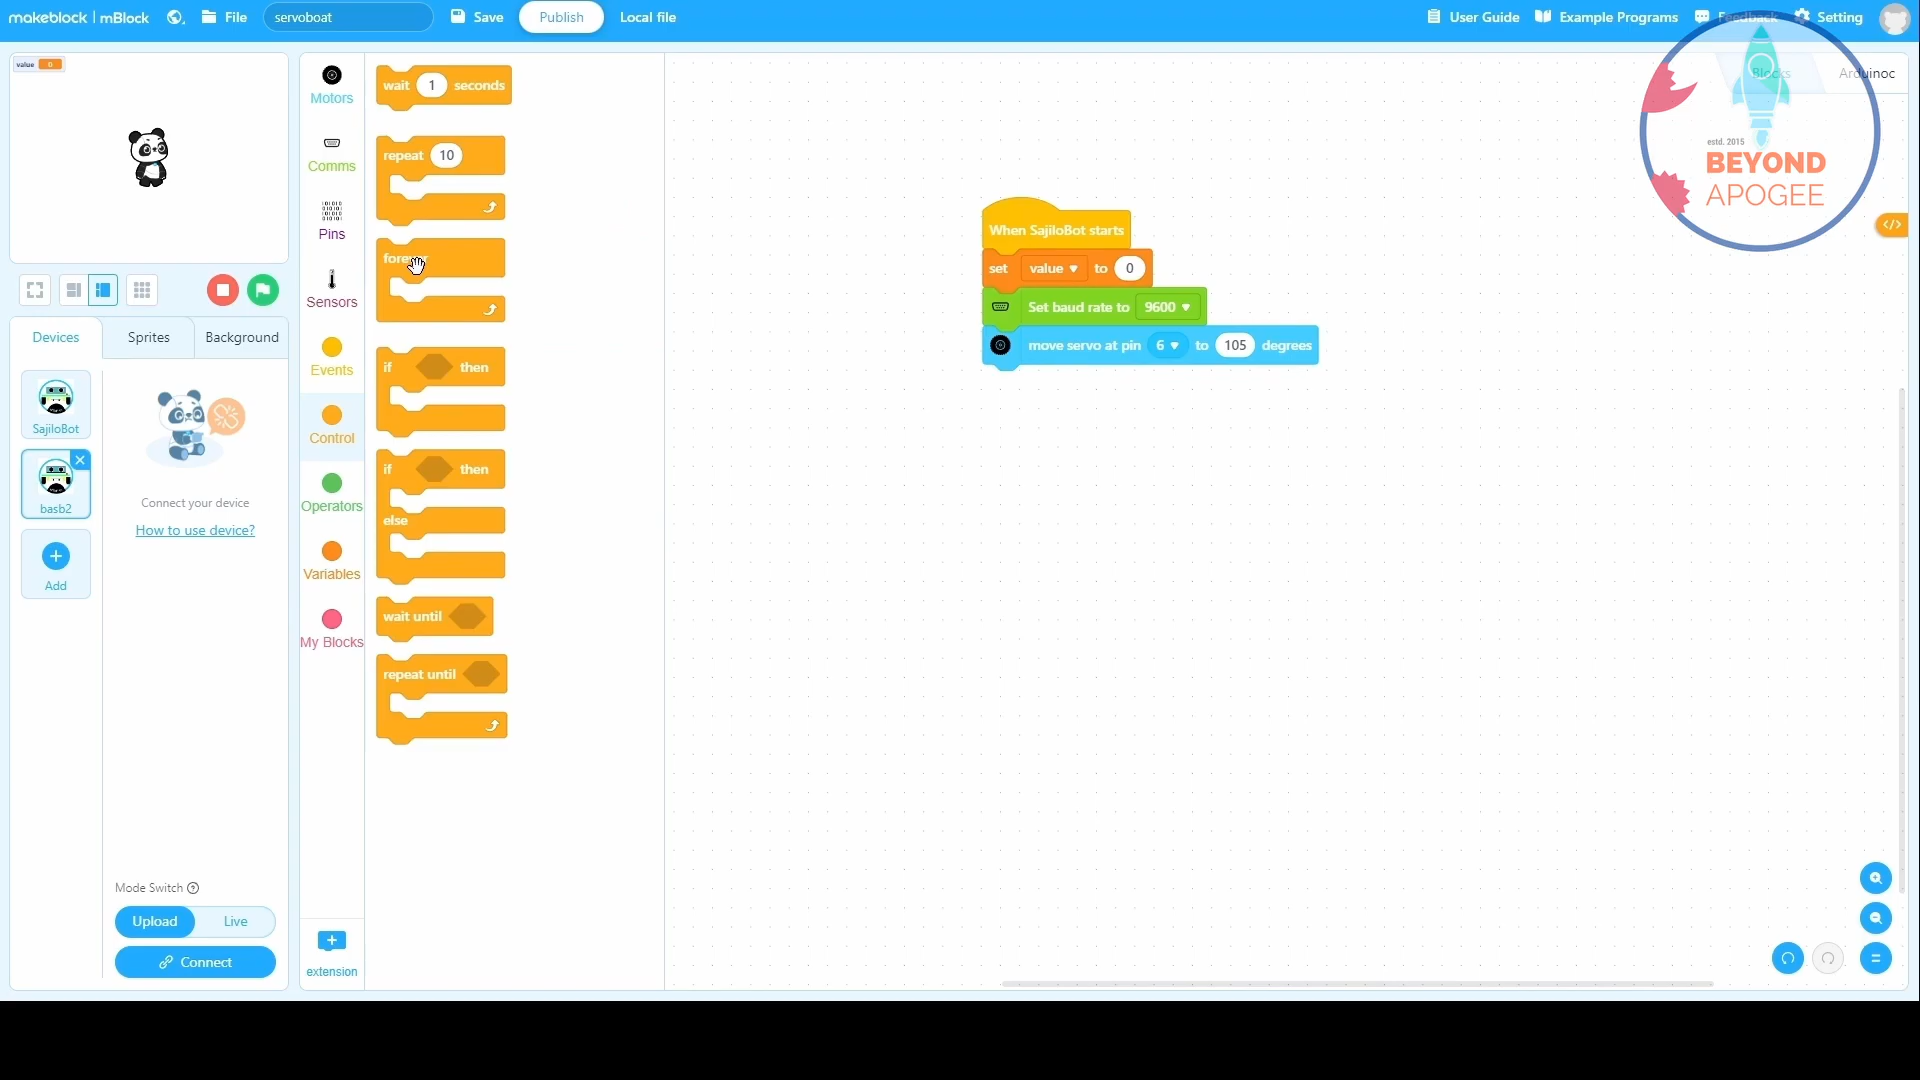 makeblock | mBlock
File
servoboat
Save
Publish
Local file
User Guide
Example Programs
Feedback
Setting
value 0
Devices
Sprites
Background
SajiloBot
basb2
Add
Connect your device
How to use device?
Mode Switch
Upload
Live
Connect
Motors
Comms
Pins
Sensors
Events
Control
Operators
Variables
My Blocks
extension
wait 1 seconds
repeat 10
forever
if then
if then
else
wait until
repeat until
When SajiloBot starts
set value to 0
Set baud rate to 9600
move servo at pin 6 to 105 degrees
Blocks
Arduinoc
estd. 2015
BEYOND
APOGEE